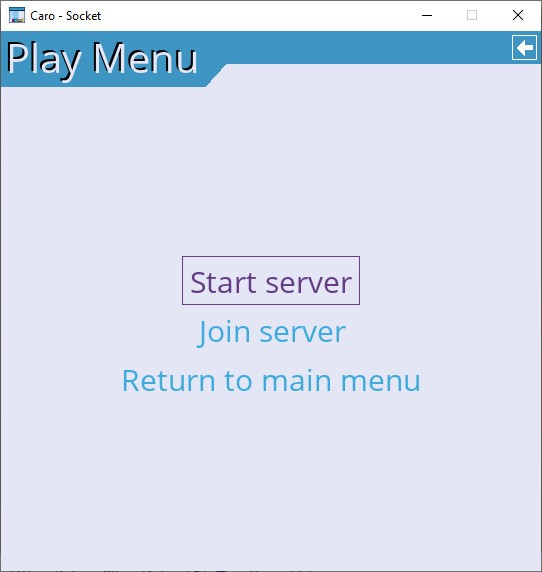 Caro - Socket
Play Menu
Start server
Join server
Return to main menu